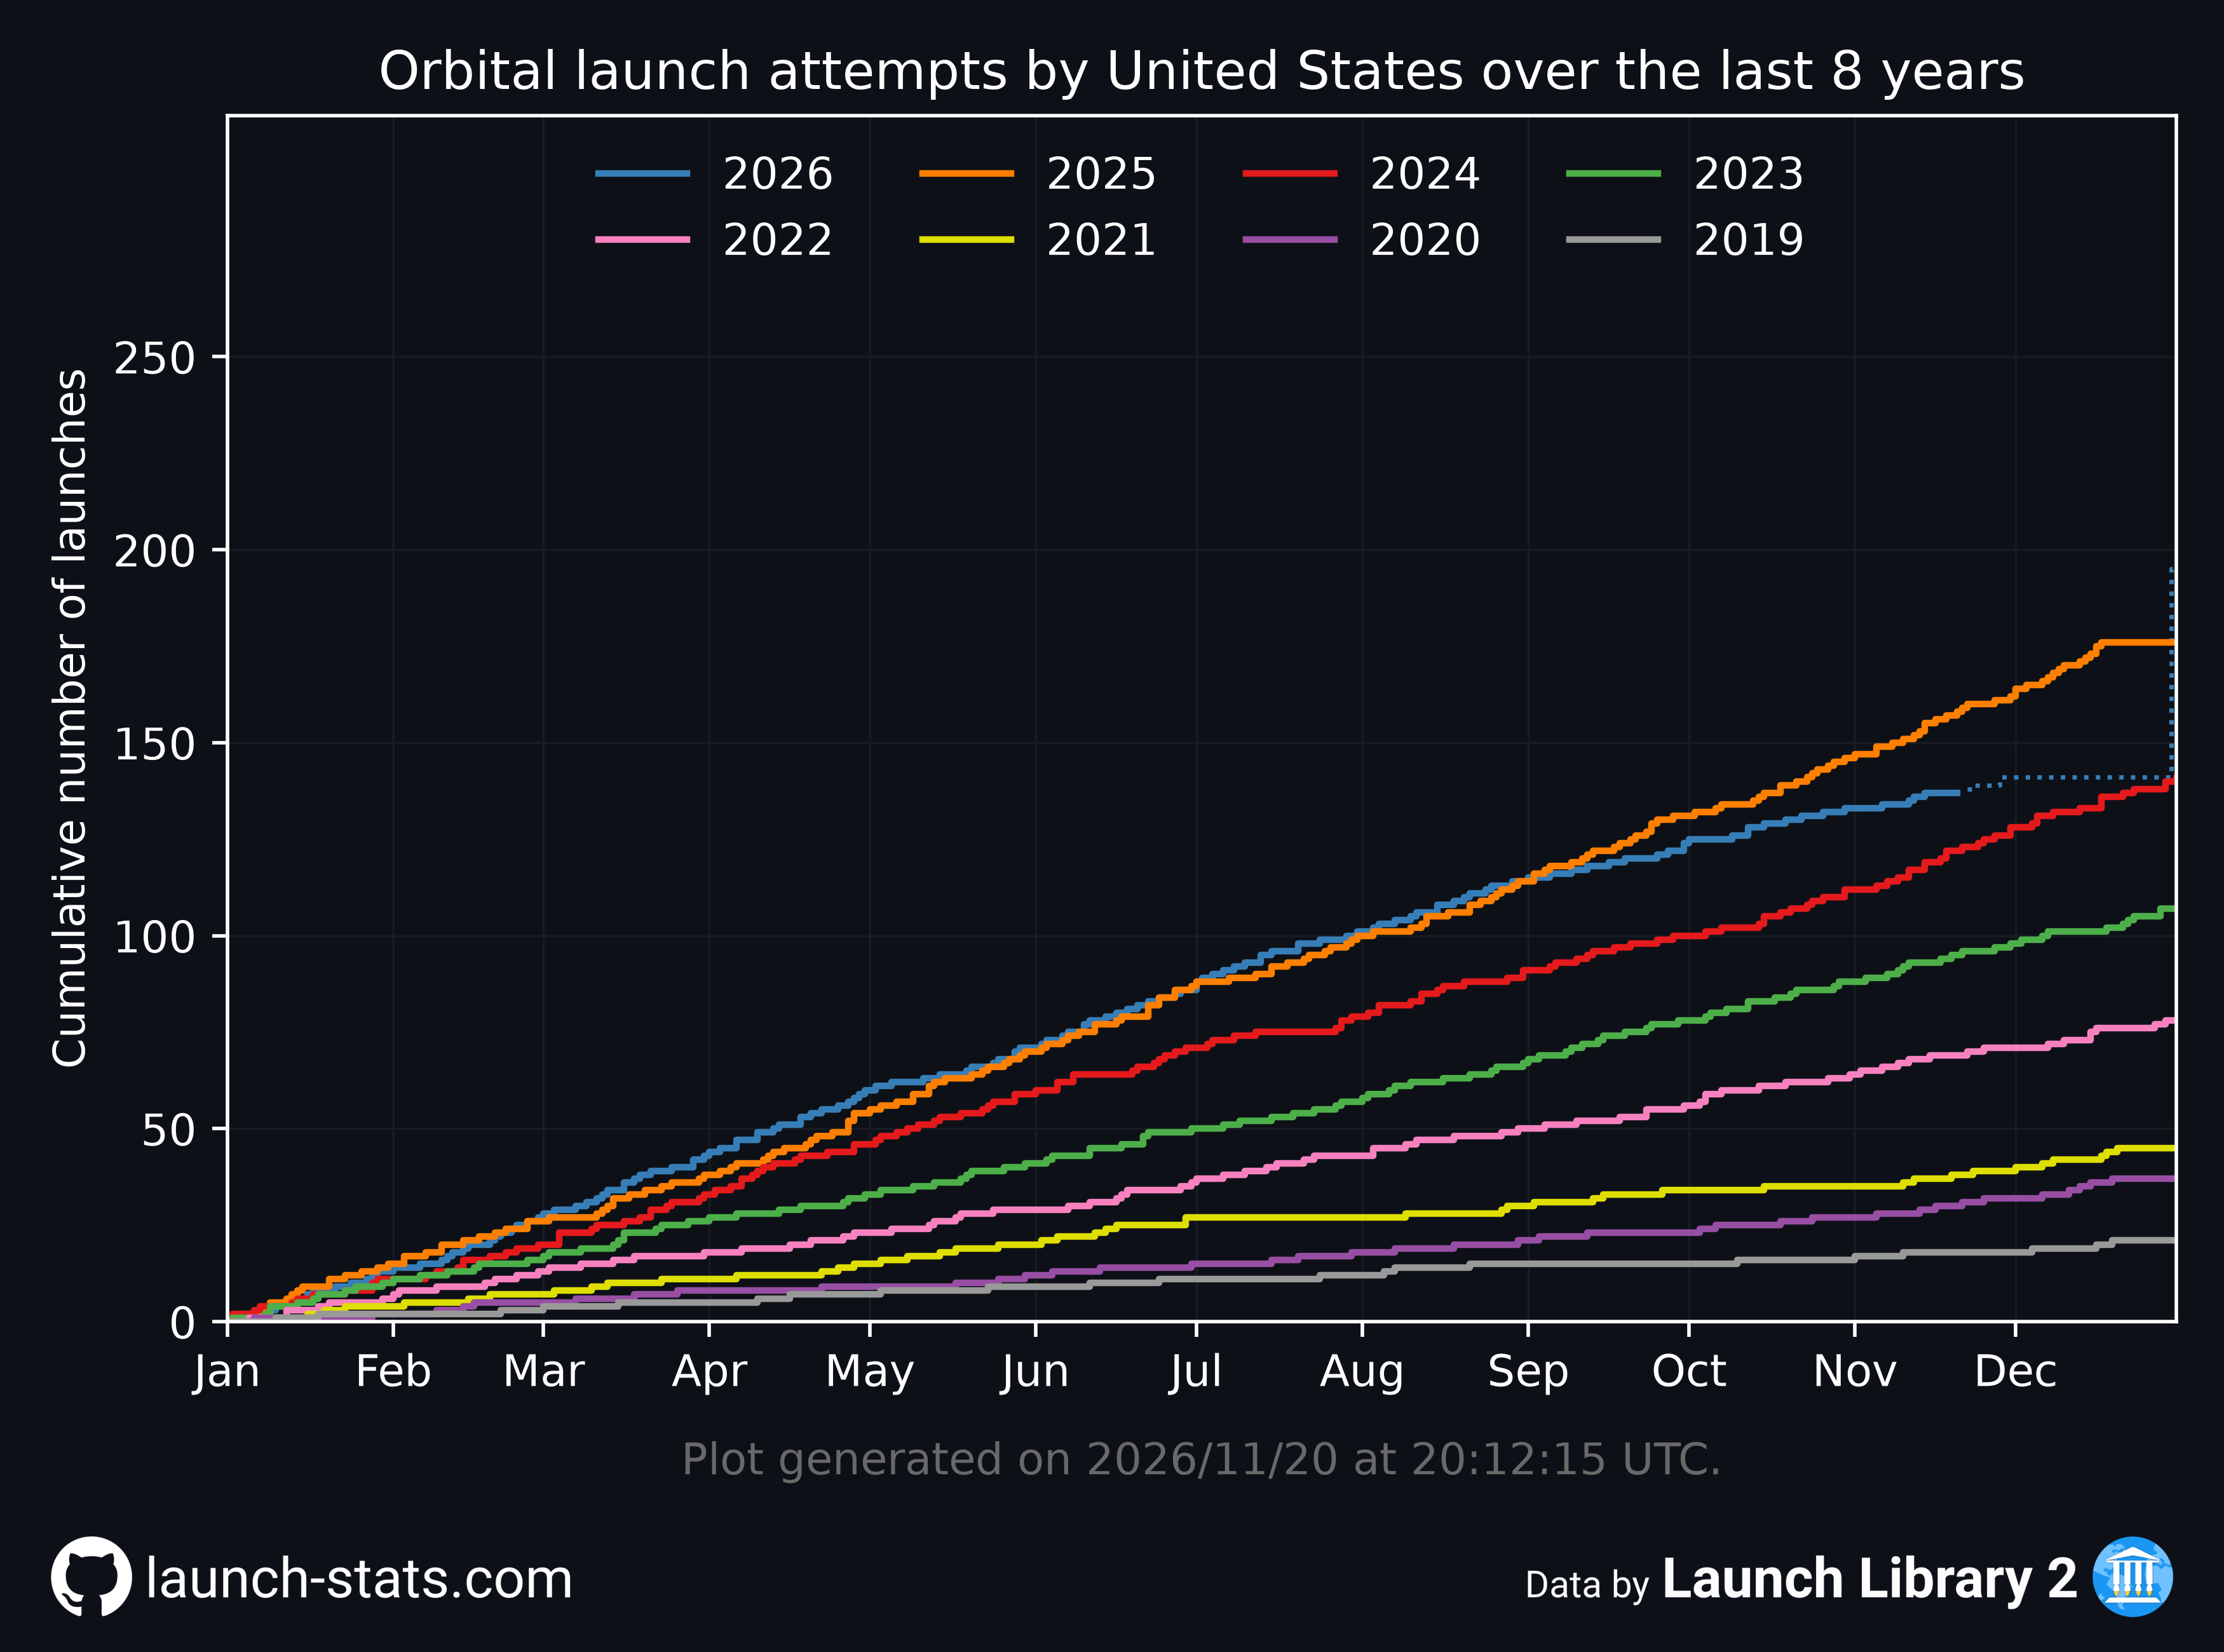 Orbital launch attempts by United States over the last 8 years
2026 2025 2024 2023
2022 2021 2020 2019
Cumulative number of launches
250
200
150
100
50
0
Jan Feb Mar Apr May Jun Jul Aug Sep Oct Nov Dec
Plot generated on 2026/11/20 at 20:12:15 UTC.
launch-stats.com
Data by Launch Library 2